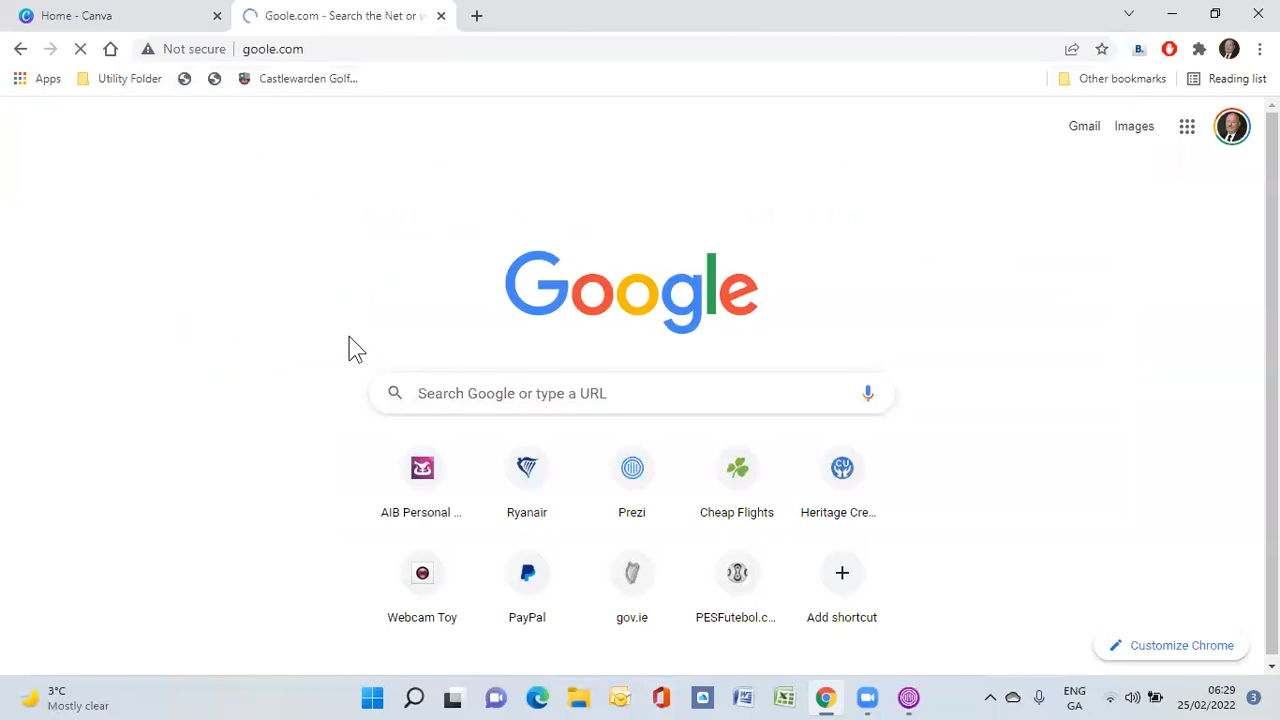 Home - Canva
Goole.com - Search the Net or
Not secure
goole.com
Apps
Utility Folder
Castlewarden Golf...
Other bookmarks
Reading list
Gmail
Images
Google
Search Google or type a URL
AIB Personal ...
Ryanair
Prezi
Cheap Flights
Heritage Cre...
Webcam Toy
PayPal
gov.ie
PESFutebol.c...
Add shortcut
Customize Chrome
3°C
Mostly clear
ENG
GA
06:29
25/02/2022
3